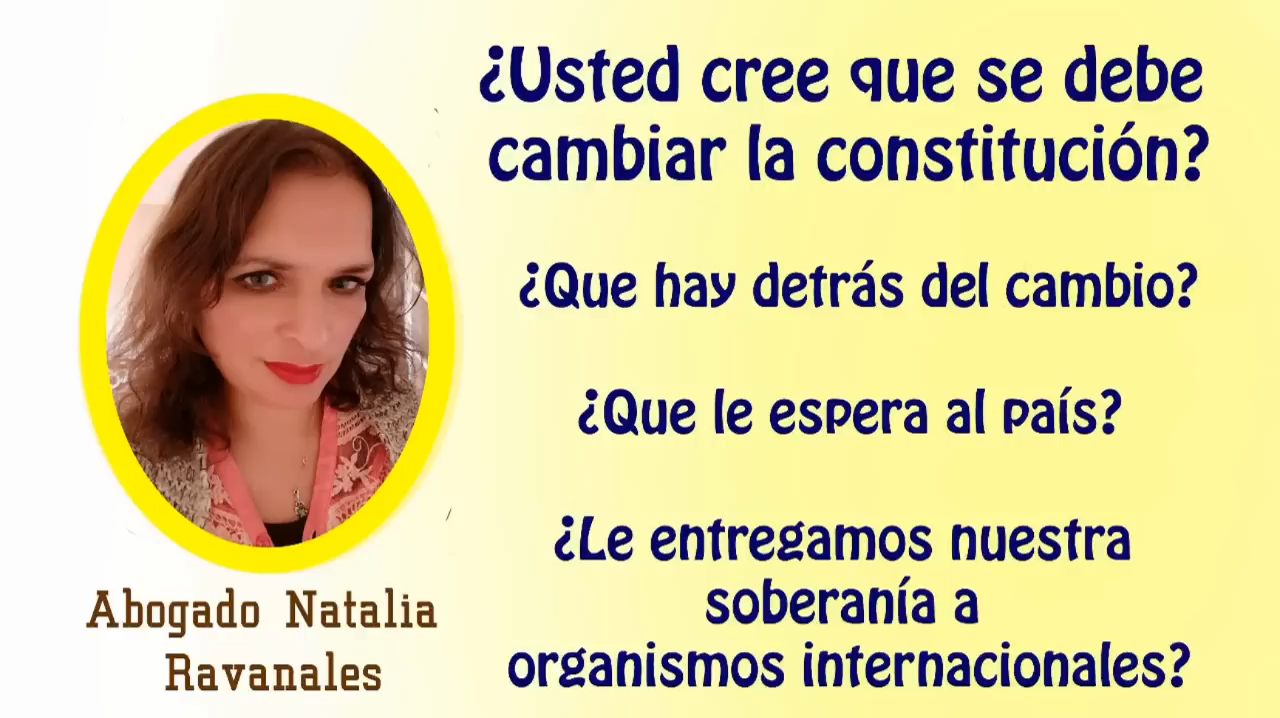 ¿Usted cree que se debe
cambiar la constitución?
¿Que hay detrás del cambio?
¿Que le espera al país?
¿Le entregamos nuestra
soberanía a
organismos internacionales?
Abogado Natalia
Ravanales